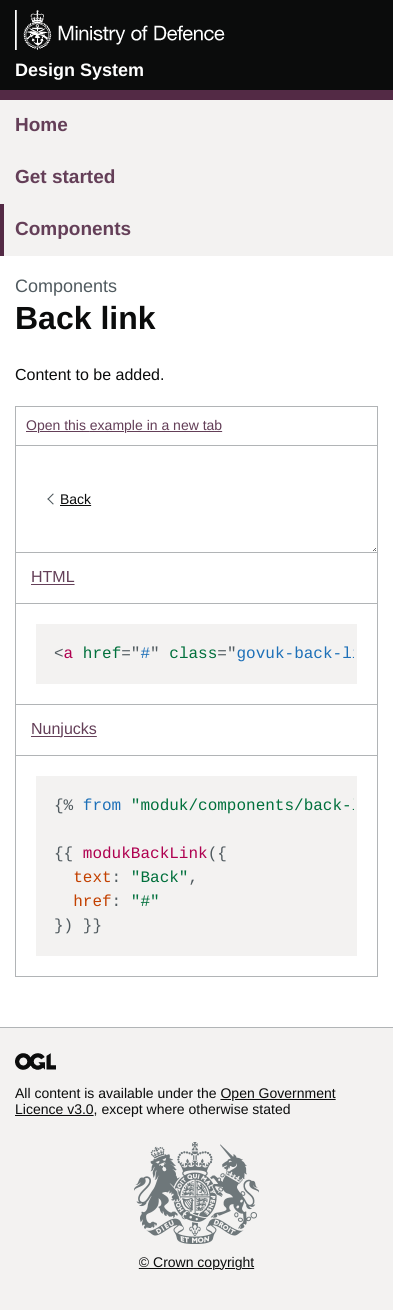 Ministry of Defence
Design System
Home
Get started
Components
Components
Back link
Content to be added.
Open this example in a new tab
Back
HTML
<a href="#" class="govuk-back-li
Nunjucks
{% from "moduk/components/back-
{{ modukBackLink({
  text: "Back",
  href: "#"
}) }}
OGL
All content is available under the Open Government
Licence v3.0, except where otherwise stated
DIEU ET MON DROIT
© Crown copyright